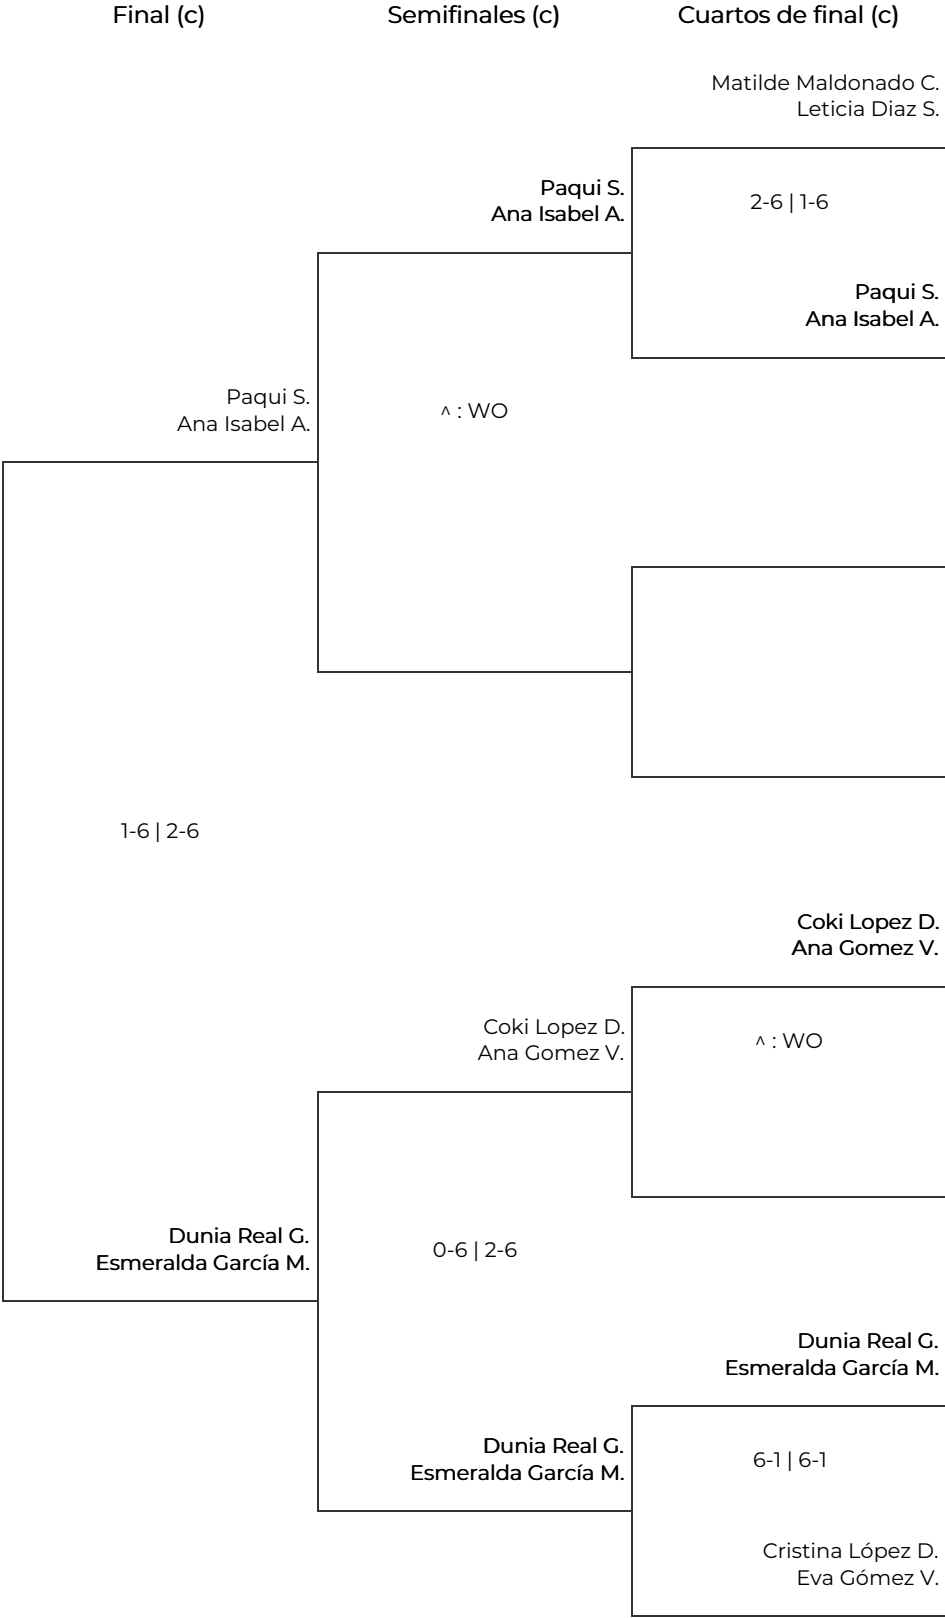 Final (c)
Semifinales (c)
Cuartos de final (c)
Matilde Maldonado C.
Leticia Diaz S.
Paqui S.
Ana Isabel A.
2-6 | 1-6
Paqui S.
Ana Isabel A.
Paqui S.
Ana Isabel A.
^ : WO
1-6 | 2-6
Coki Lopez D.
Ana Gomez V.
Coki Lopez D.
Ana Gomez V.
^ : WO
Dunia Real G.
Esmeralda García M.
0-6 | 2-6
Dunia Real G.
Esmeralda García M.
Dunia Real G.
Esmeralda García M.
6-1 | 6-1
Cristina López D.
Eva Gómez V.